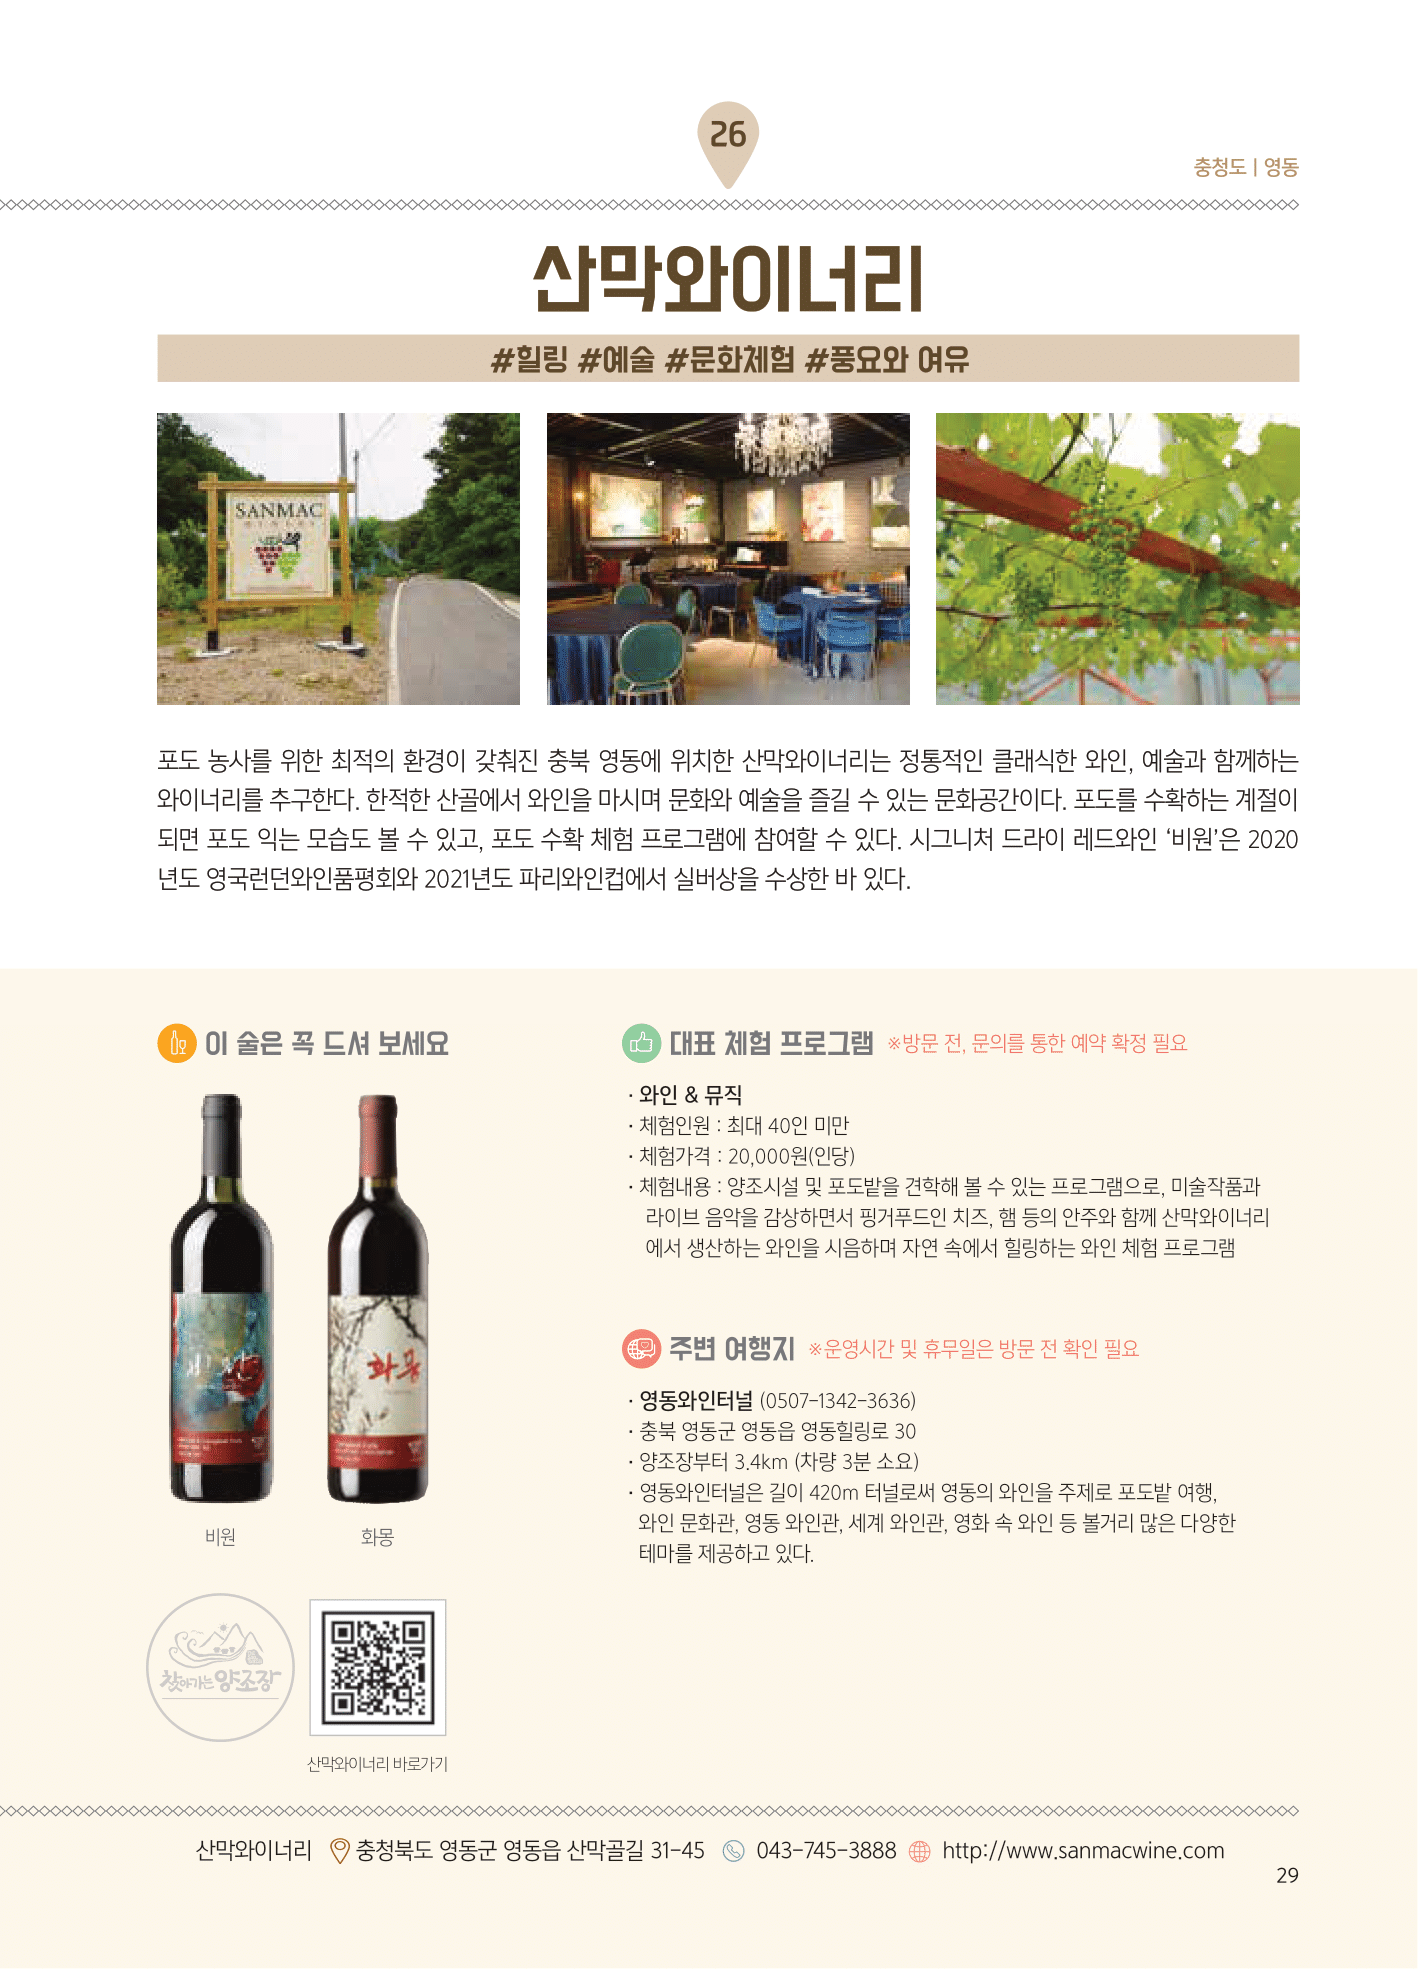 26
충청도 | 영동
산막와이너리
#힐링 #예술 #문화체험 #풍요와 여유
SANMAC
WINERY
포도 농사를 위한 최적의 환경이 갖춰진 충북 영동에 위치한 산막와이너리는 정통적인 클래식한 와인, 예술과 함께하는
와이너리를 추구한다. 한적한 산골에서 와인을 마시며 문화와 예술을 즐길 수 있는 문화공간이다. 포도를 수확하는 계절이
되면 포도 익는 모습도 볼 수 있고, 포도 수확 체험 프로그램에 참여할 수 있다. 시그니처 드라이 레드와인 ‘비원’은 2020
년도 영국런던와인품평회와 2021년도 파리와인컵에서 실버상을 수상한 바 있다.
이 술은 꼭 드셔 보세요
화몽
비원
화몽
찾아가는 양조장
산막와이너리 바로가기
대표 체험 프로그램 ※방문 전, 문의를 통한 예약 확정 필요
· 와인 & 뮤직
· 체험인원 : 최대 40인 미만
· 체험가격 : 20,000원(인당)
· 체험내용 : 양조시설 및 포도밭을 견학해 볼 수 있는 프로그램으로, 미술작품과
라이브 음악을 감상하면서 핑거푸드인 치즈, 햄 등의 안주와 함께 산막와이너리
에서 생산하는 와인을 시음하며 자연 속에서 힐링하는 와인 체험 프로그램
주변 여행지 ※운영시간 및 휴무일은 방문 전 확인 필요
· 영동와인터널 (0507-1342-3636)
· 충북 영동군 영동읍 영동힐링로 30
· 양조장부터 3.4km (차량 3분 소요)
· 영동와인터널은 길이 420m 터널로써 영동의 와인을 주제로 포도밭 여행,
와인 문화관, 영동 와인관, 세계 와인관, 영화 속 와인 등 볼거리 많은 다양한
테마를 제공하고 있다.
산막와이너리 충청북도 영동군 영동읍 산막골길 31-45 043-745-3888 http://www.sanmacwine.com
29